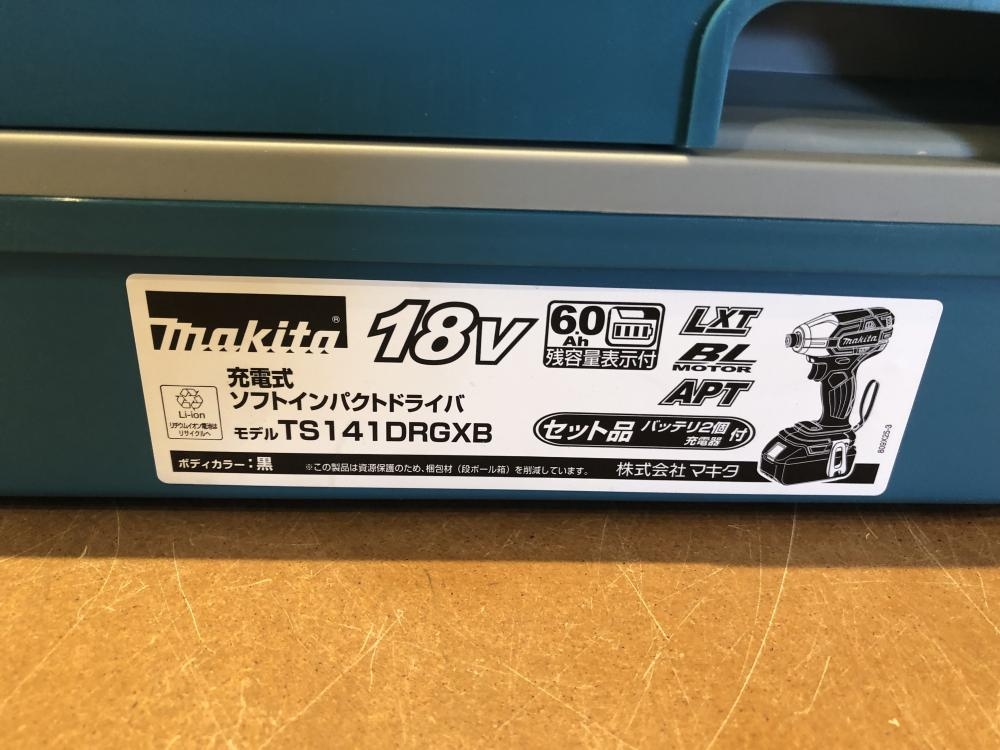 makita®
18V
6.0
Ah
残容量表示付
LXT
BL
MOTOR
APT
充電式
ソフトインパクトドライバ
モデルTS141DRGXB
Li-ion
リチウムイオン電池は
リサイクルへ
セット品 バッテリ2個
充電器 付
makita
ボディカラー：黒
※この製品は資源保護のため、梱包材（段ボール箱）を削減しています。
株式会社 マキタ
809X25-3